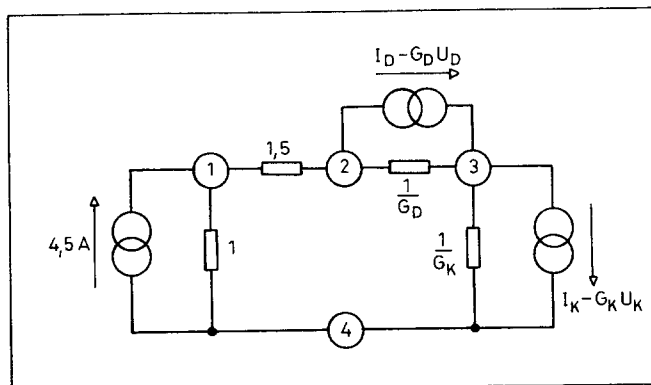 I_D – G_D U_D
1
1,5
2
1/G_D
3
4,5 A
1
1/G_K
I_K – G_K U_K
4